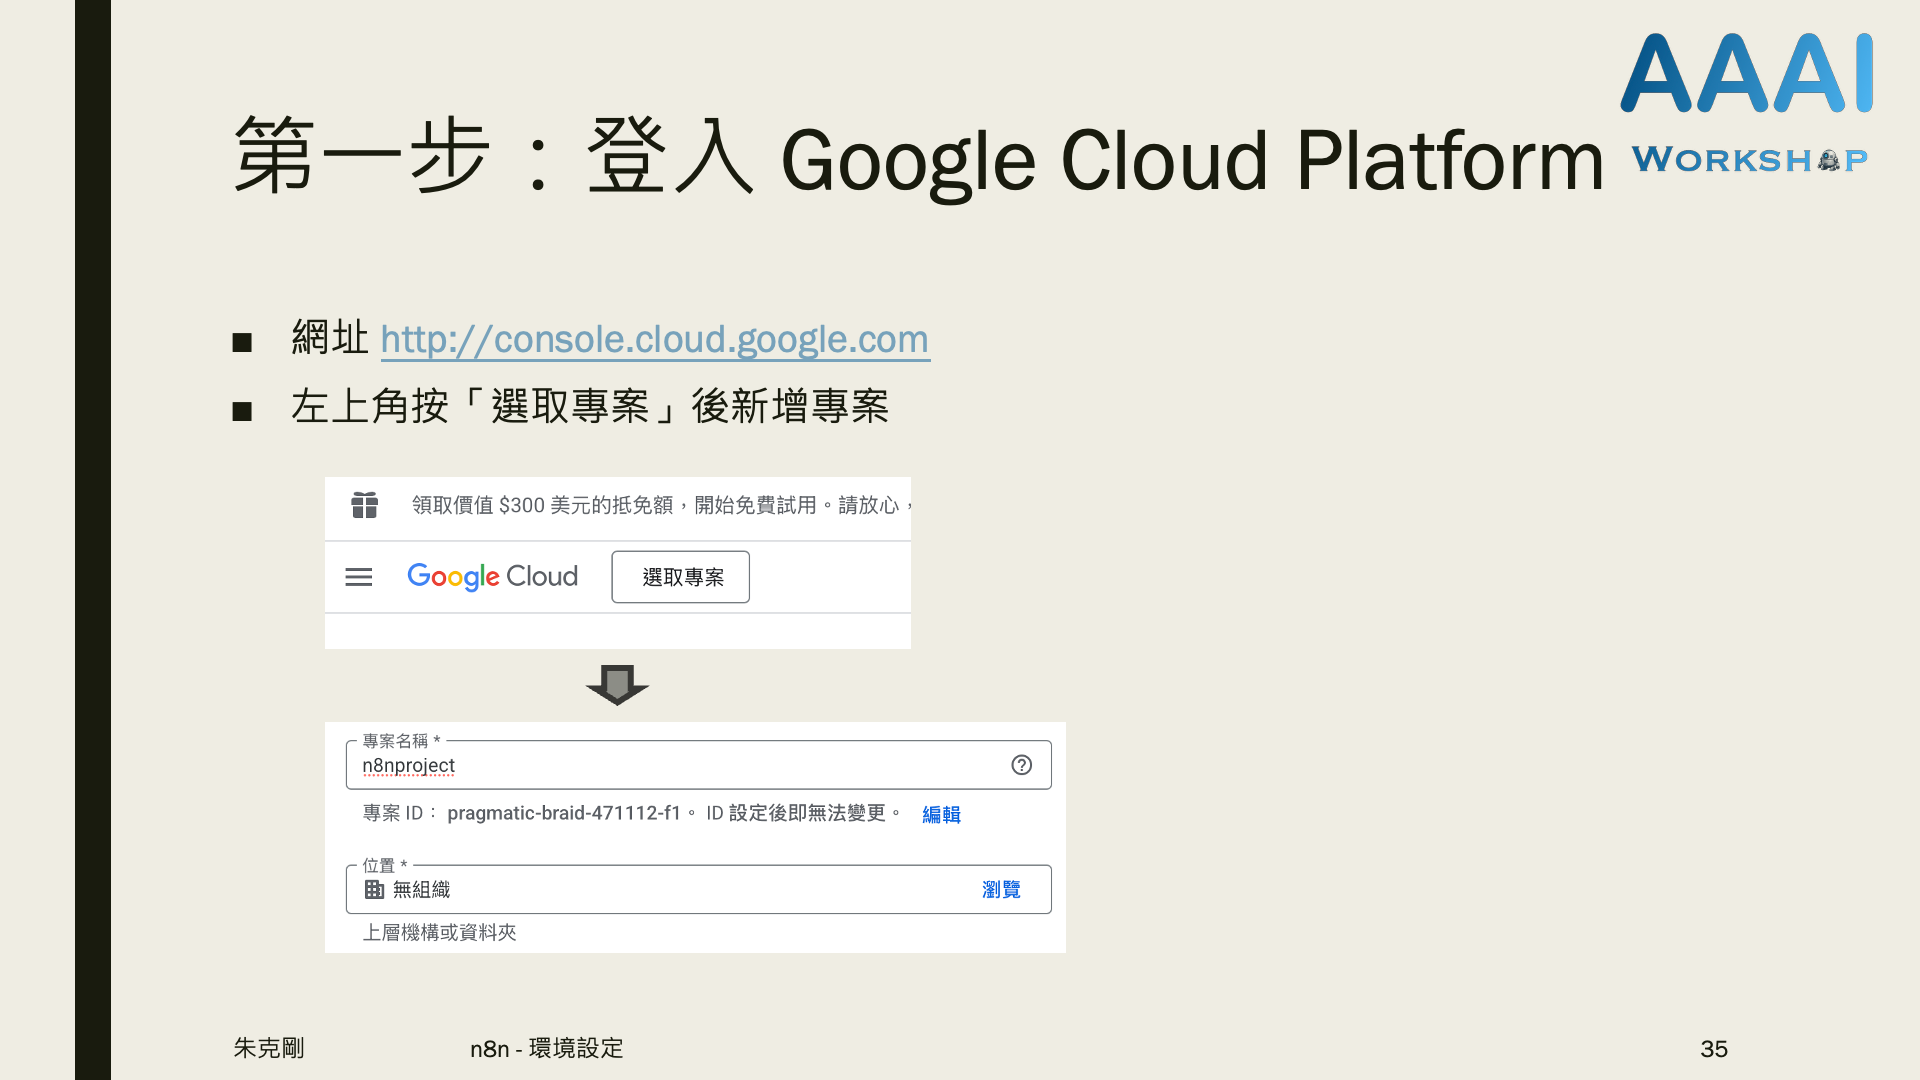 AAAI
WORKSHOP
第一步：登入 Google Cloud Platform
■ 網址 http://console.cloud.google.com
■ 左上角按「選取專案」後新增專案
領取價值 $300 美元的抵免額，開始免費試用。請放心，
Google Cloud 選取專案
專案名稱 *
n8nproject
專案 ID： pragmatic-braid-471112-f1。 ID 設定後即無法變更。 編輯
位置 *
無組織 瀏覽
上層機構或資料夾
朱克剛 n8n - 環境設定 35